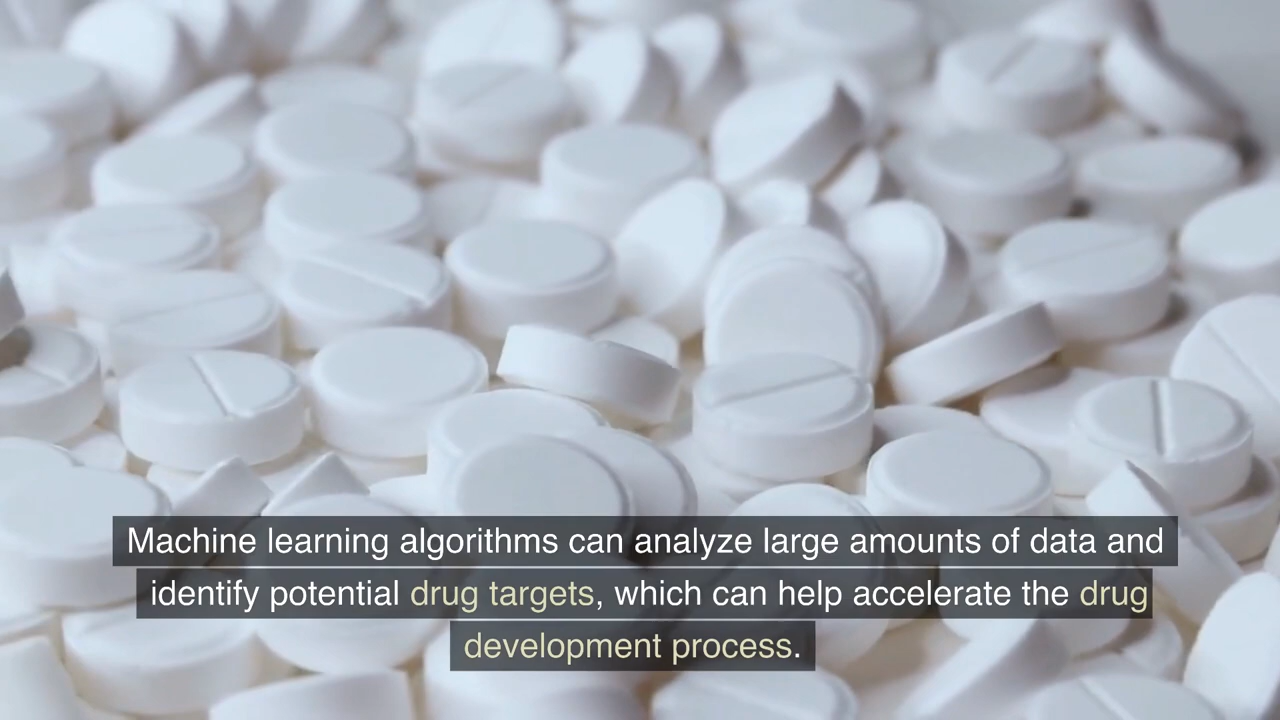 Machine learning algorithms can analyze large amounts of data and
identify potential drug targets, which can help accelerate the drug
development process.